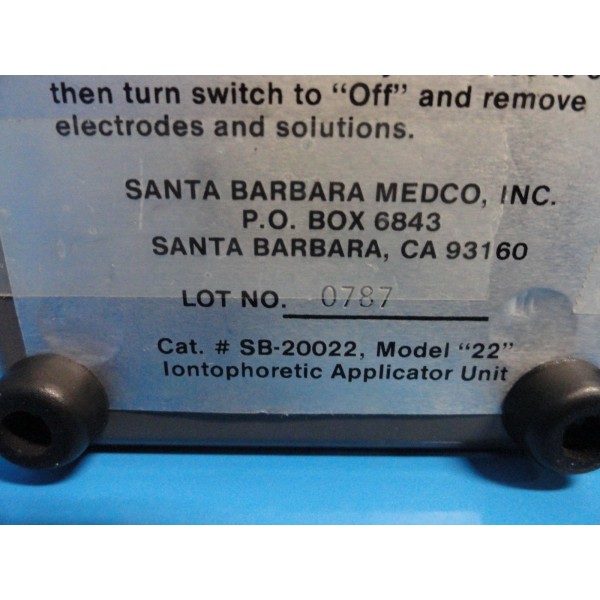 then turn switch to "Off" and remove
electrodes and solutions.
SANTA BARBARA MEDCO, INC.
P.O. BOX 6843
SANTA BARBARA, CA 93160
LOT NO. 0787
Cat. # SB-20022, Model "22"
Iontophoretic Applicator Unit